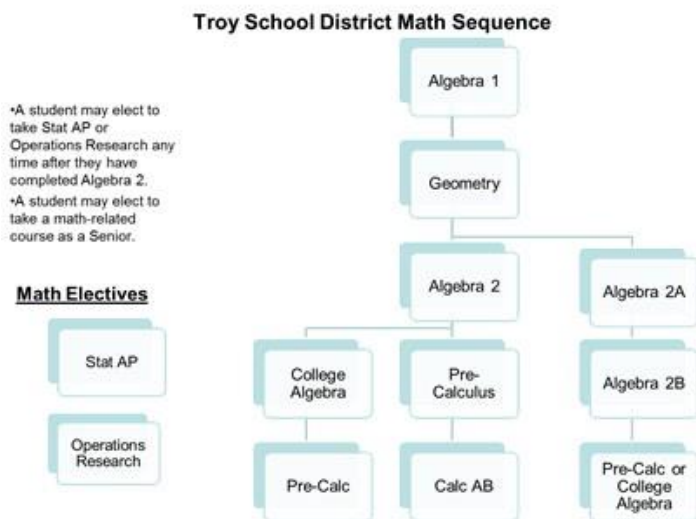 Troy School District Math Sequence
•A student may elect to
take Stat AP or
Operations Research any
time after they have
completed Algebra 2.
•A student may elect to
take a math-related
course as a Senior.
Math Electives
Stat AP
Operations
Research
Algebra 1
Geometry
Algebra 2
Algebra 2A
College
Algebra
Pre-
Calculus
Algebra 2B
Pre-Calc
Calc AB
Pre-Calc or
College
Algebra